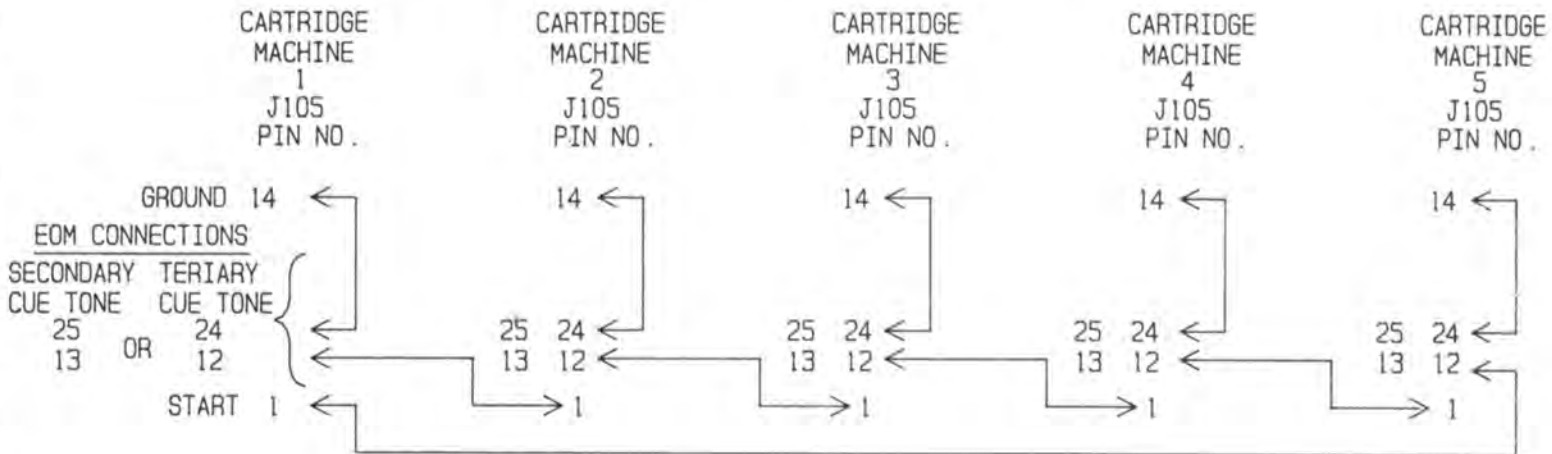 CARTRIDGE CARTRIDGE CARTRIDGE CARTRIDGE CARTRIDGE
MACHINE MACHINE MACHINE MACHINE MACHINE
1 2 3 4 5
J105 J105 J105 J105 J105
PIN NO. PIN NO. PIN NO. PIN NO. PIN NO.
GROUND 14 14 14 14 14
EOM CONNECTIONS
SECONDARY TERIARY
CUE TONE CUE TONE
25 24 25 24 25 24 25 24 25 24
13 OR 12 13 12 13 12 13 12 13 12
START 1 1 1 1 1